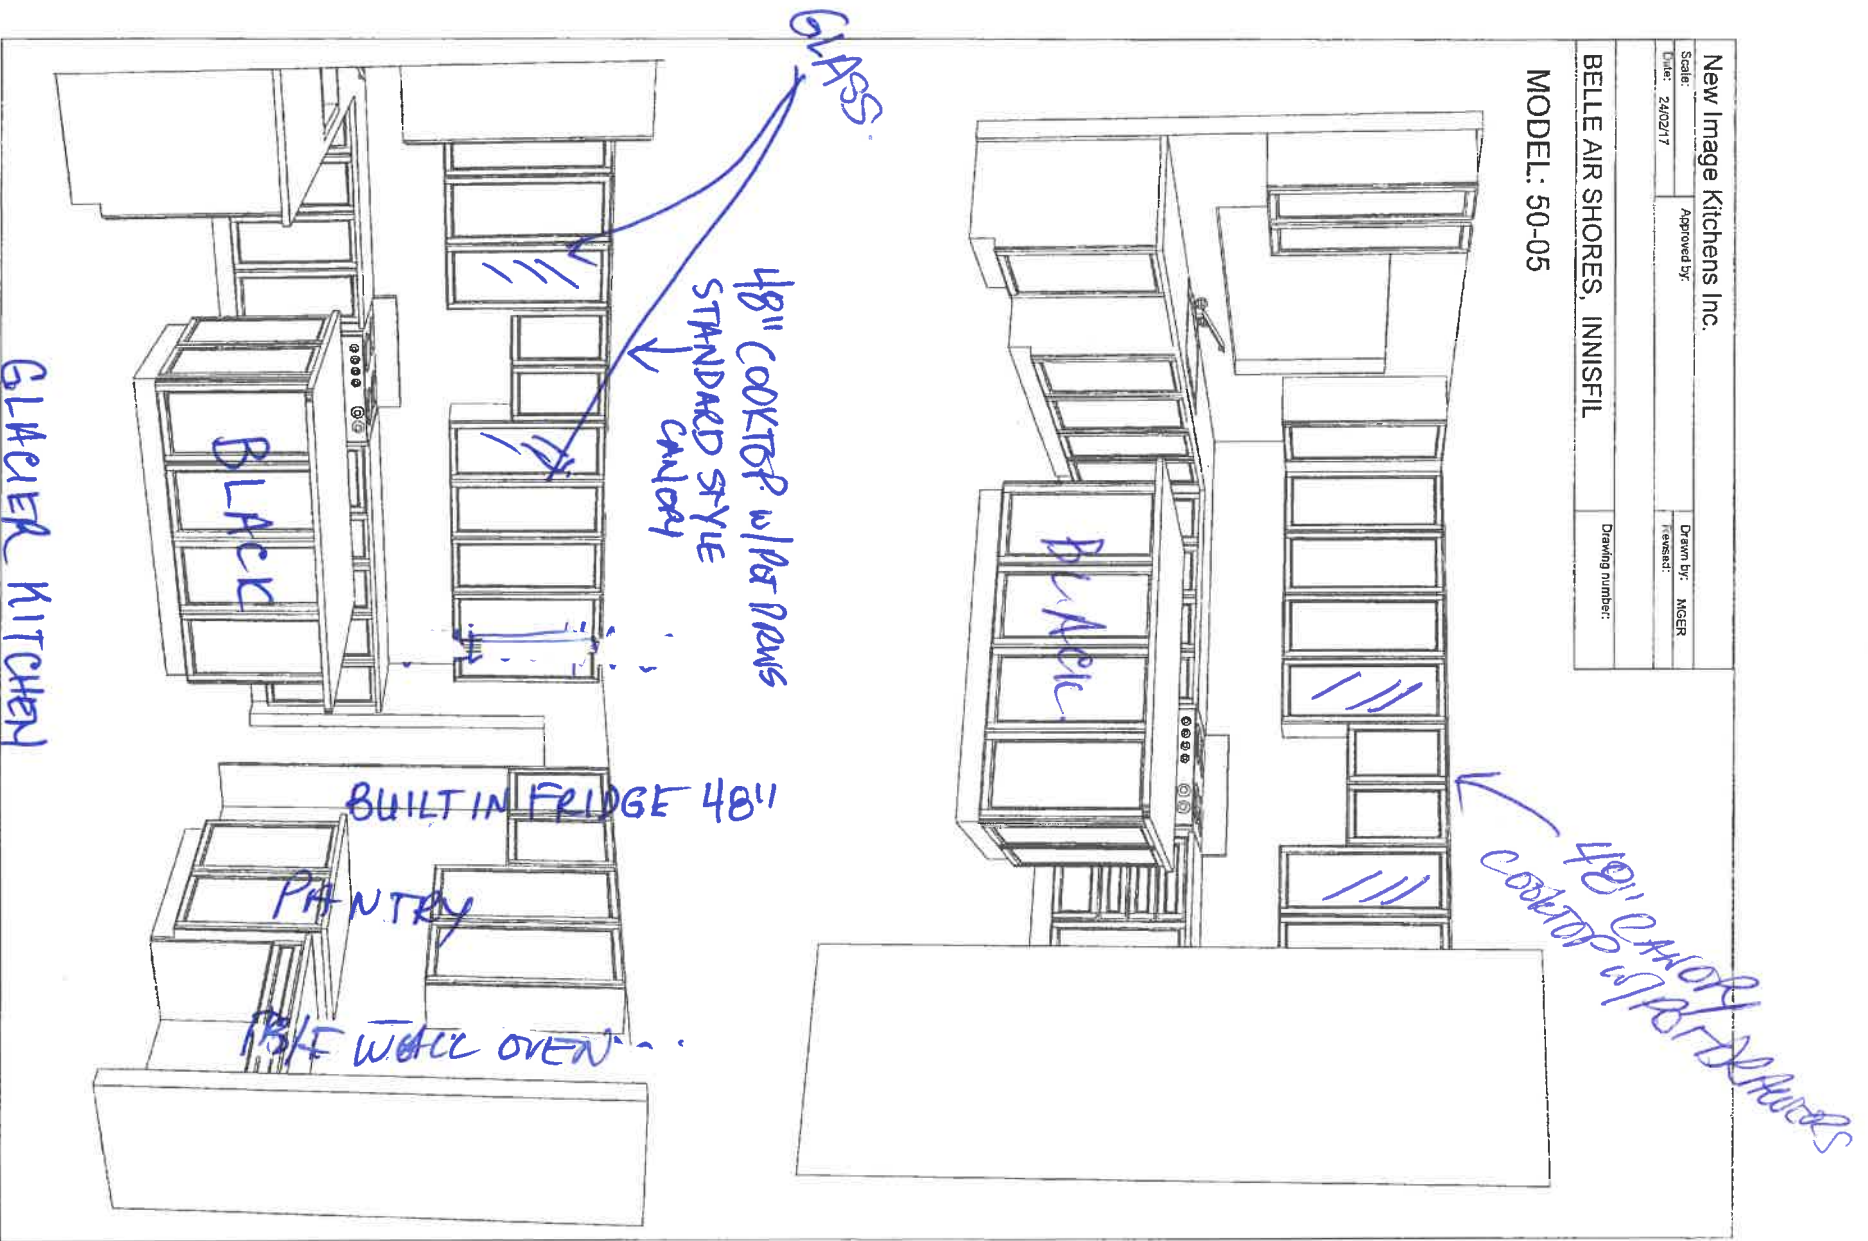 New Image Kitchens Inc.
Scale:
Approved by:
Drawn by: MGER
Date: 24/02/17
Revised:
BELLE AIR SHORES, INNISFIL
Drawing number:
MODEL: 50-05
48" CANOPY
COOKTOP w/POT-DRAWERS
BLACK
GLASS.
48" COOKTOP w/POT DRWS
STANDARD STYLE
CANOPY
BLACK
BUILT IN FRIDGE 48"
PANTRY
WALL OVEN
GLACIER KITCHEN